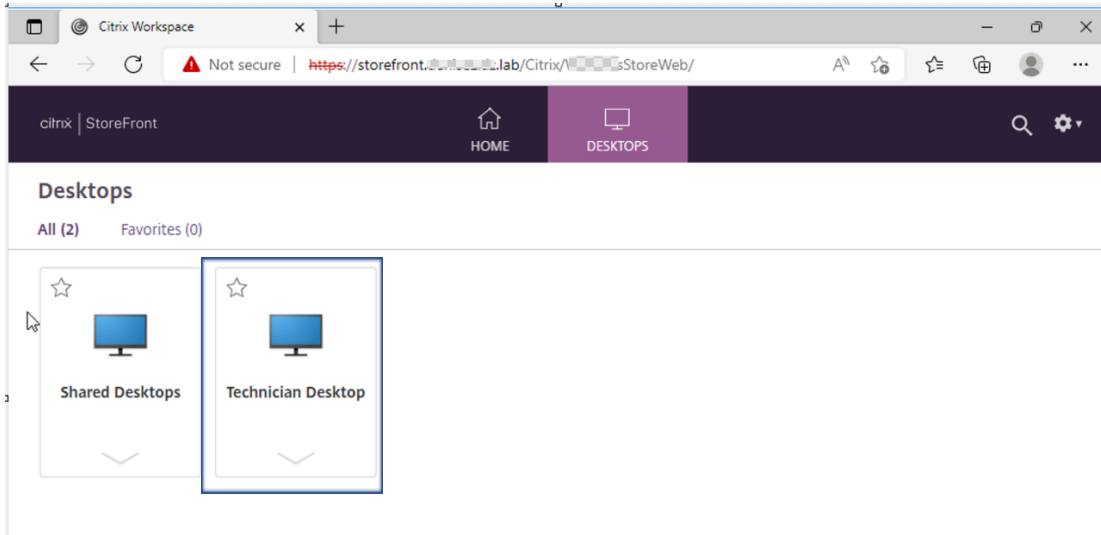 Citrix Workspace
Not secure | https://storefront. .lab/Citrix/ sStoreWeb/
citrix | StoreFront
HOME
DESKTOPS
Desktops
All (2) Favorites (0)
Shared Desktops
Technician Desktop